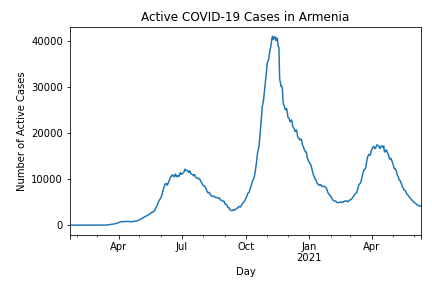 Active COVID-19 Cases in Armenia
Number of Active Cases
40000
30000
20000
10000
0
Apr
Jul
Oct
Jan
2021
Apr
Day